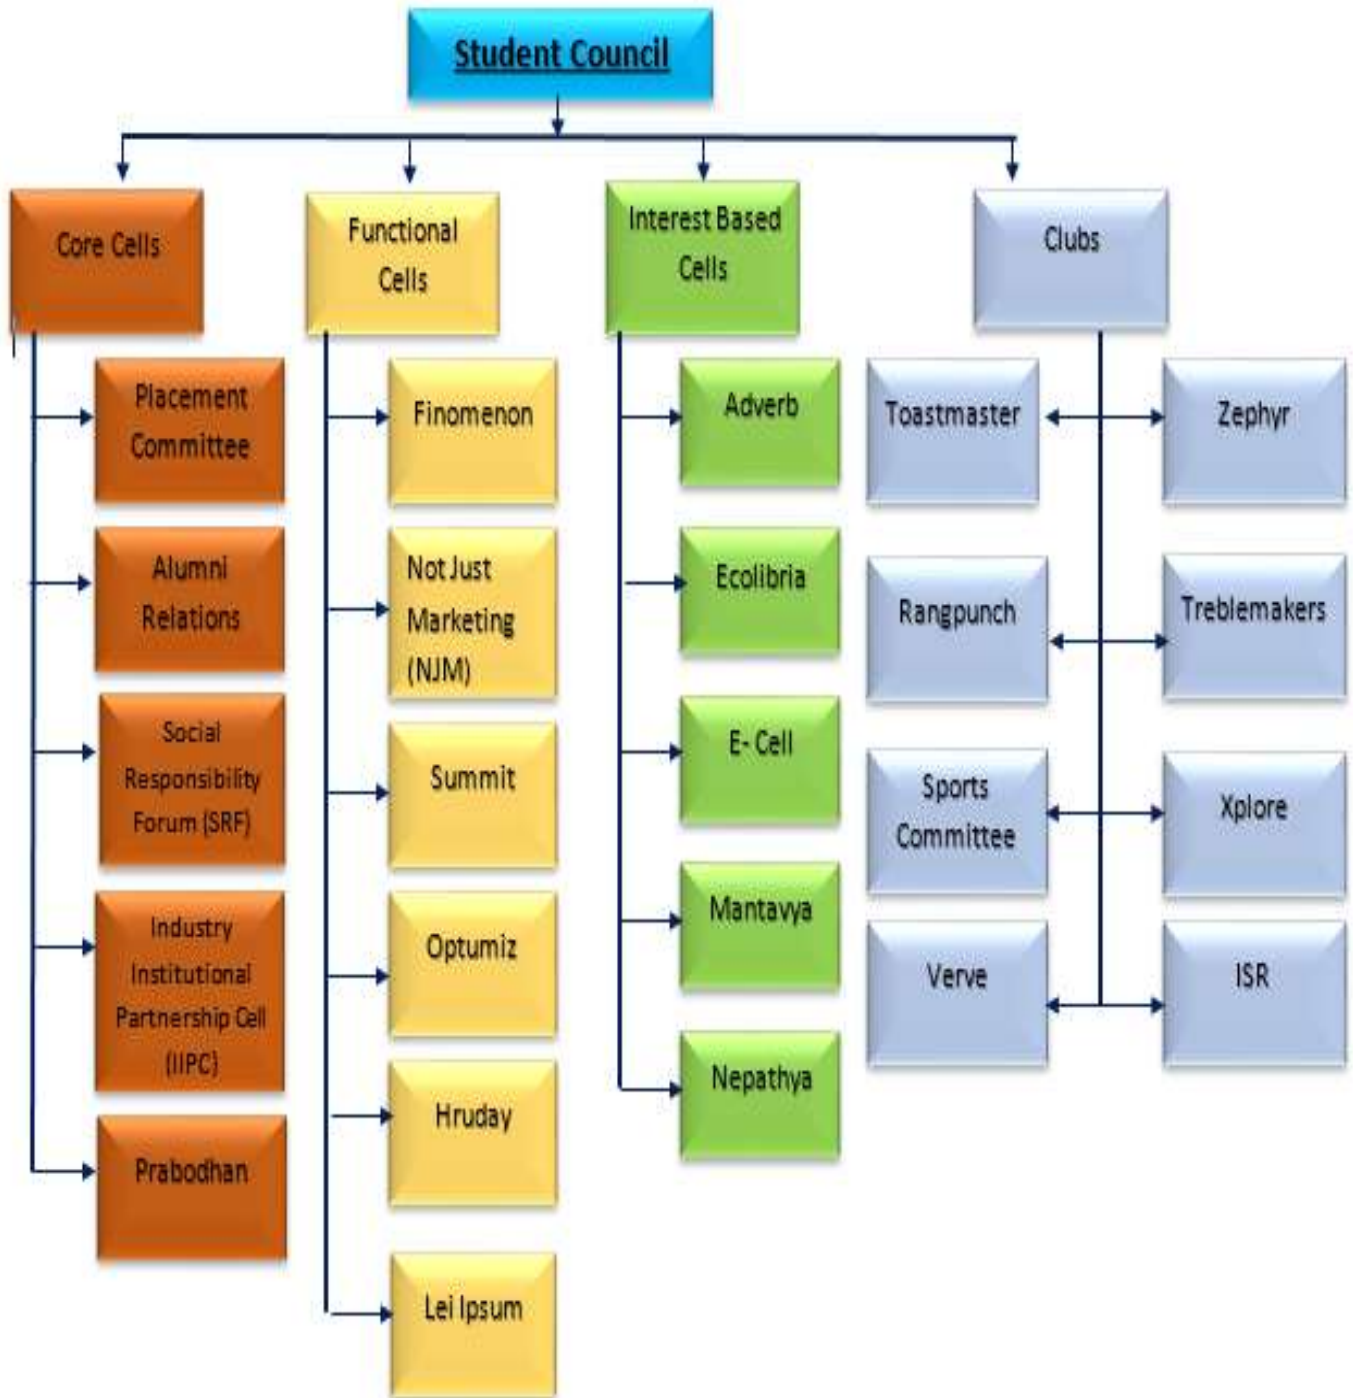 Student Council
Core Cells
Functional
Cells
Interest Based
Cells
Clubs
Placement
Committee
Alumni
Relations
Social
Responsibility
Forum (SRF)
Industry
Institutional
Partnership Cell
(IIPC)
Prabodhan
Finomenon
Not Just
Marketing
(NJM)
Summit
Optumiz
Hruday
Lei Ipsum
Adverb
Ecolibria
E- Cell
Mantavya
Nepathya
Toastmaster
Zephyr
Rangpunch
Treblemakers
Sports
Committee
Xplore
Verve
ISR